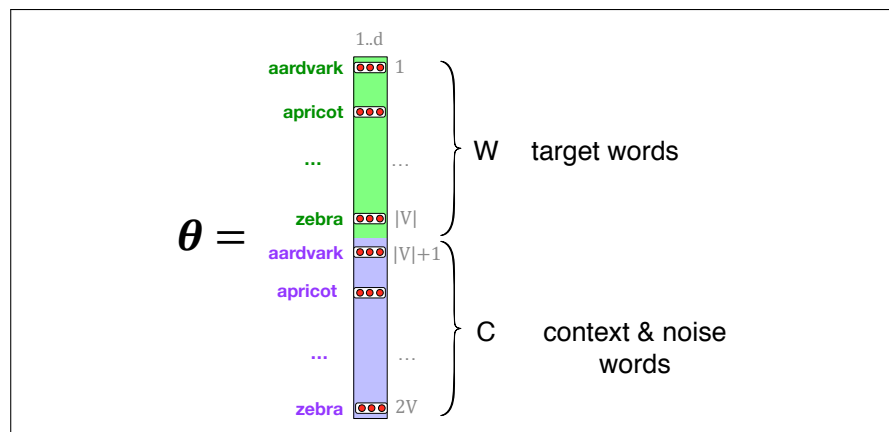 1..d
aardvark 1
apricot
... ...
W target words
zebra |V|
θ =
aardvark |V|+1
apricot
C context & noise
words
... ...
zebra 2V